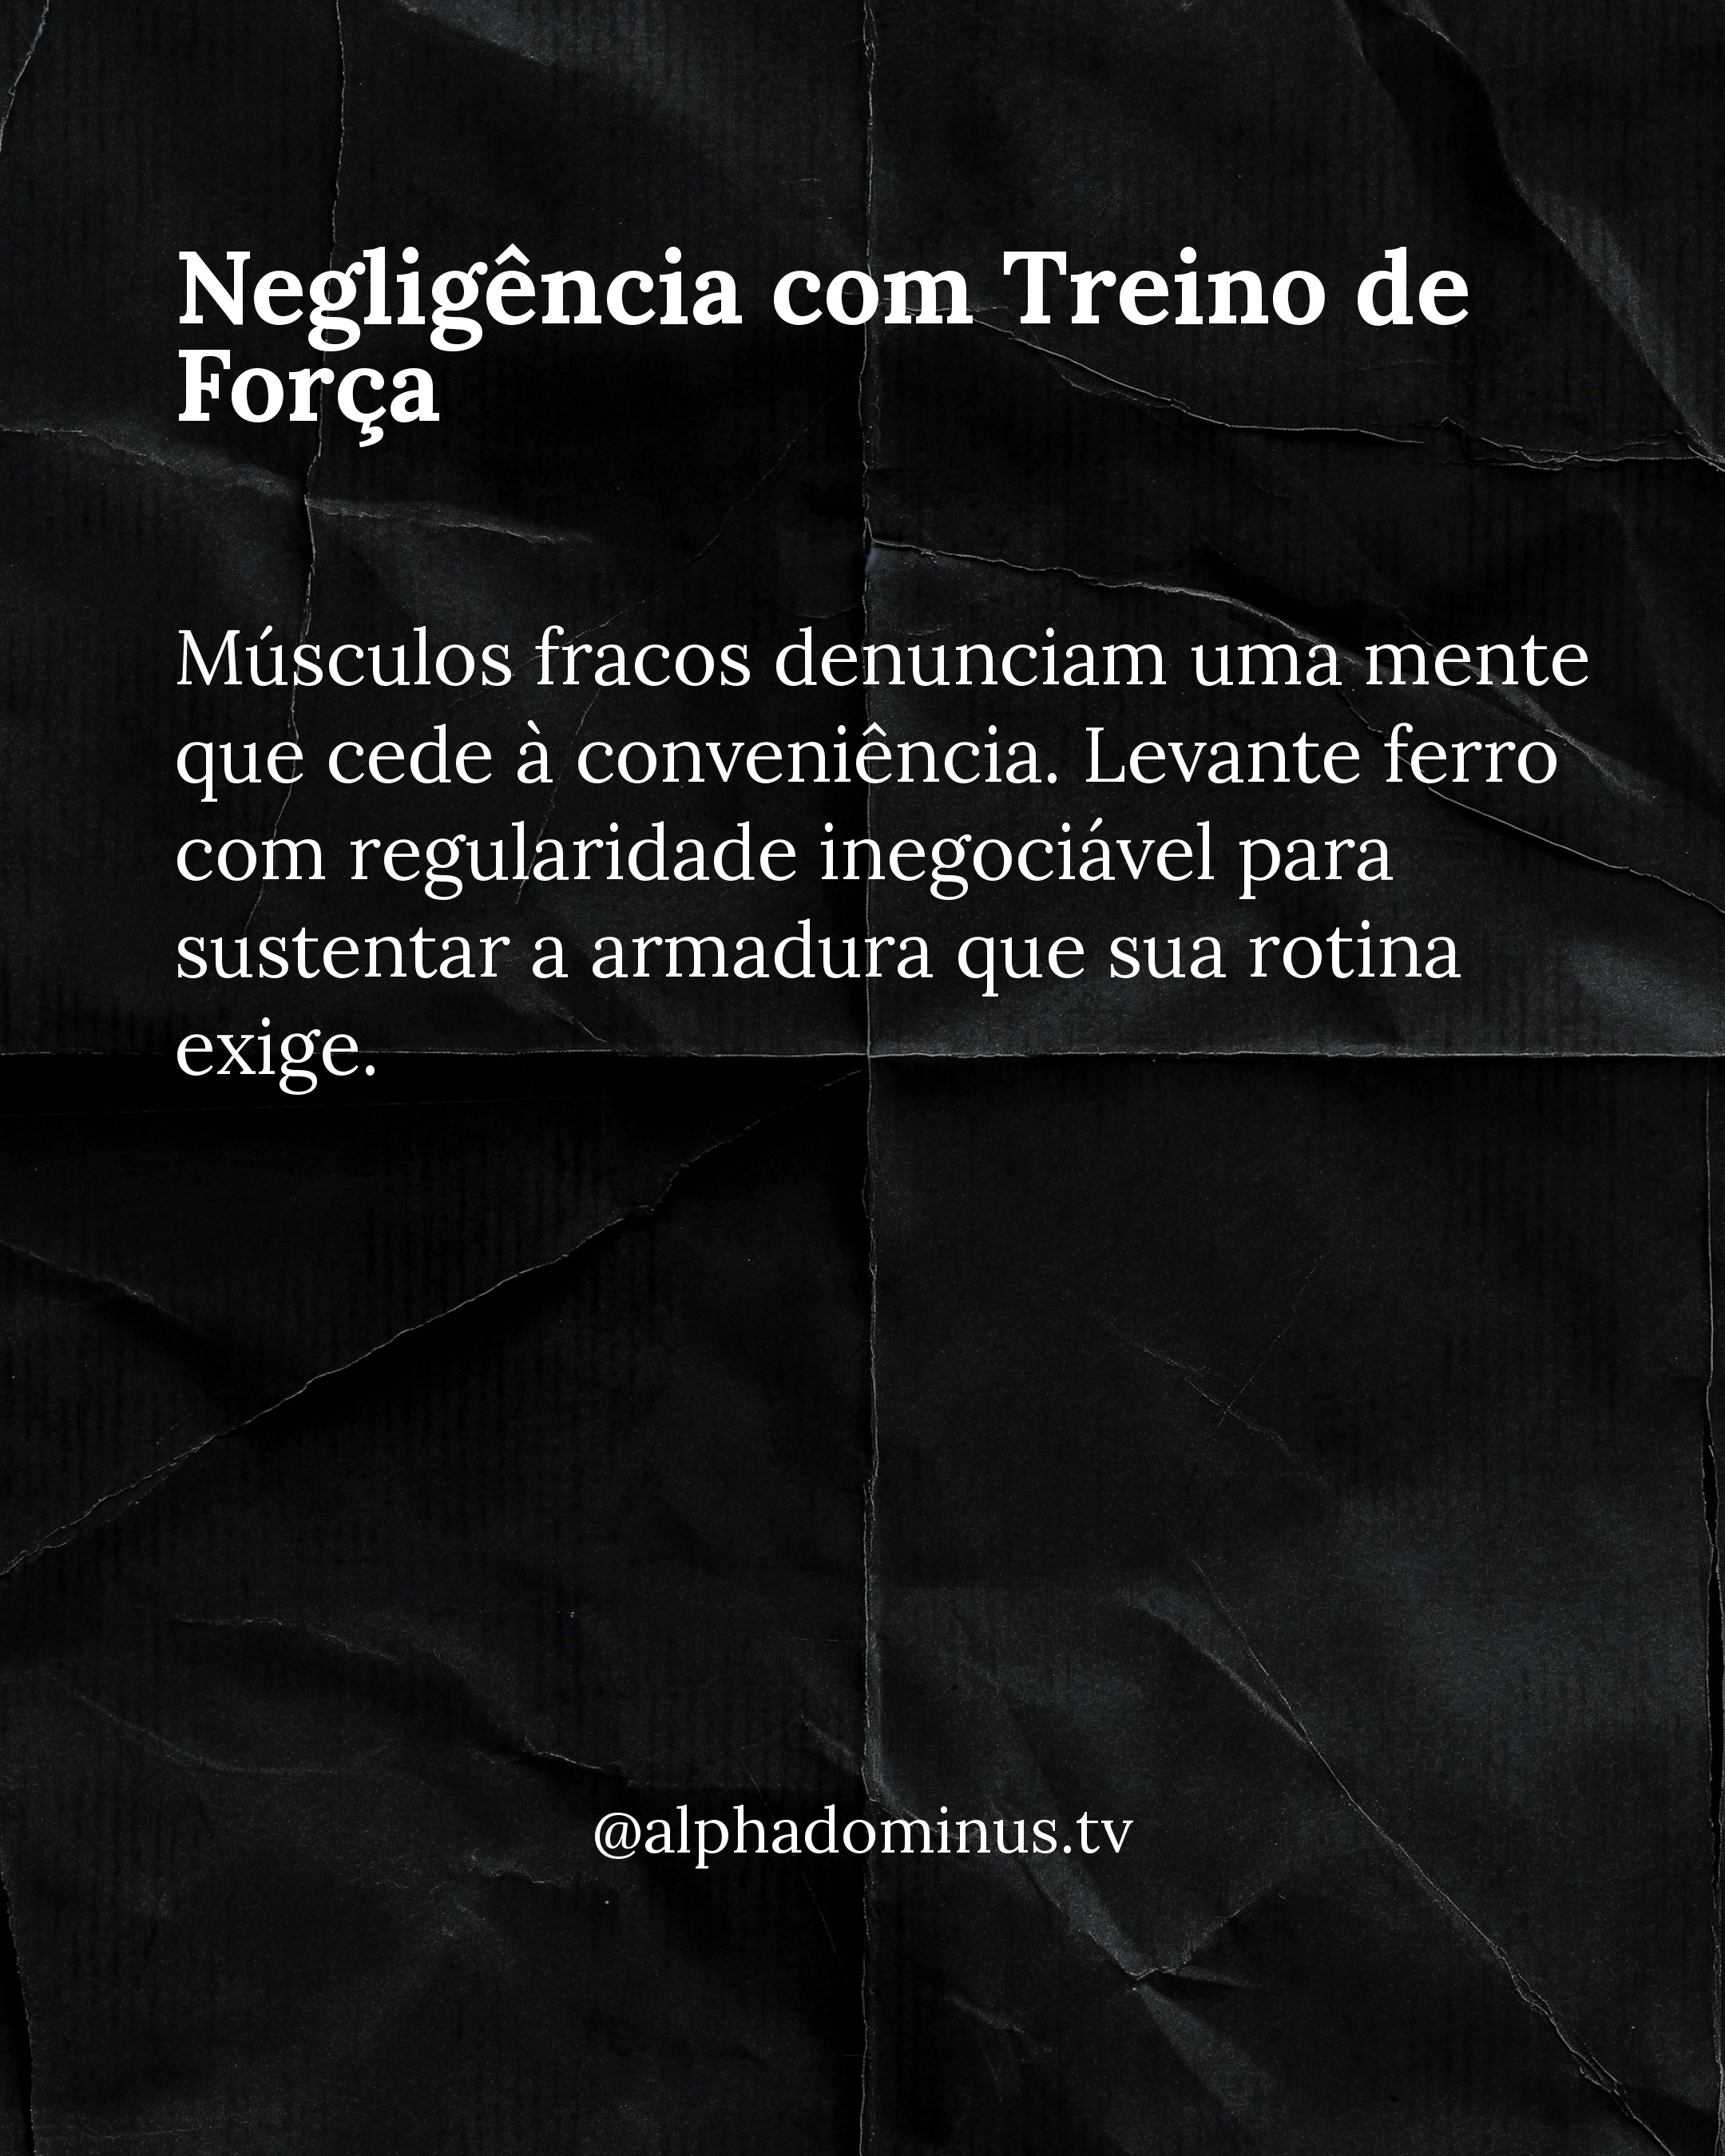 Negligência com Treino de
Força
Músculos fracos denunciam uma mente
que cede à conveniência. Levante ferro
com regularidade inegociável para
sustentar a armadura que sua rotina
exige.
@alphadominus.tv